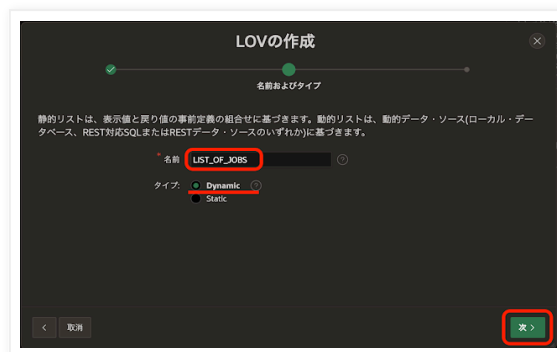 LOVの作成
名前およびタイプ
静的リストは、表示値と戻り値の事前定義の組合せに基づきます。動的リストは、動的データ・ソース(ローカル・デー
タベース、REST対応SQLまたはRESTデータ・ソースのいずれか)に基づきます。
* 名前 LIST_OF_JOBS ?
タイプ: Dynamic ?
Static
< 取消 次 >